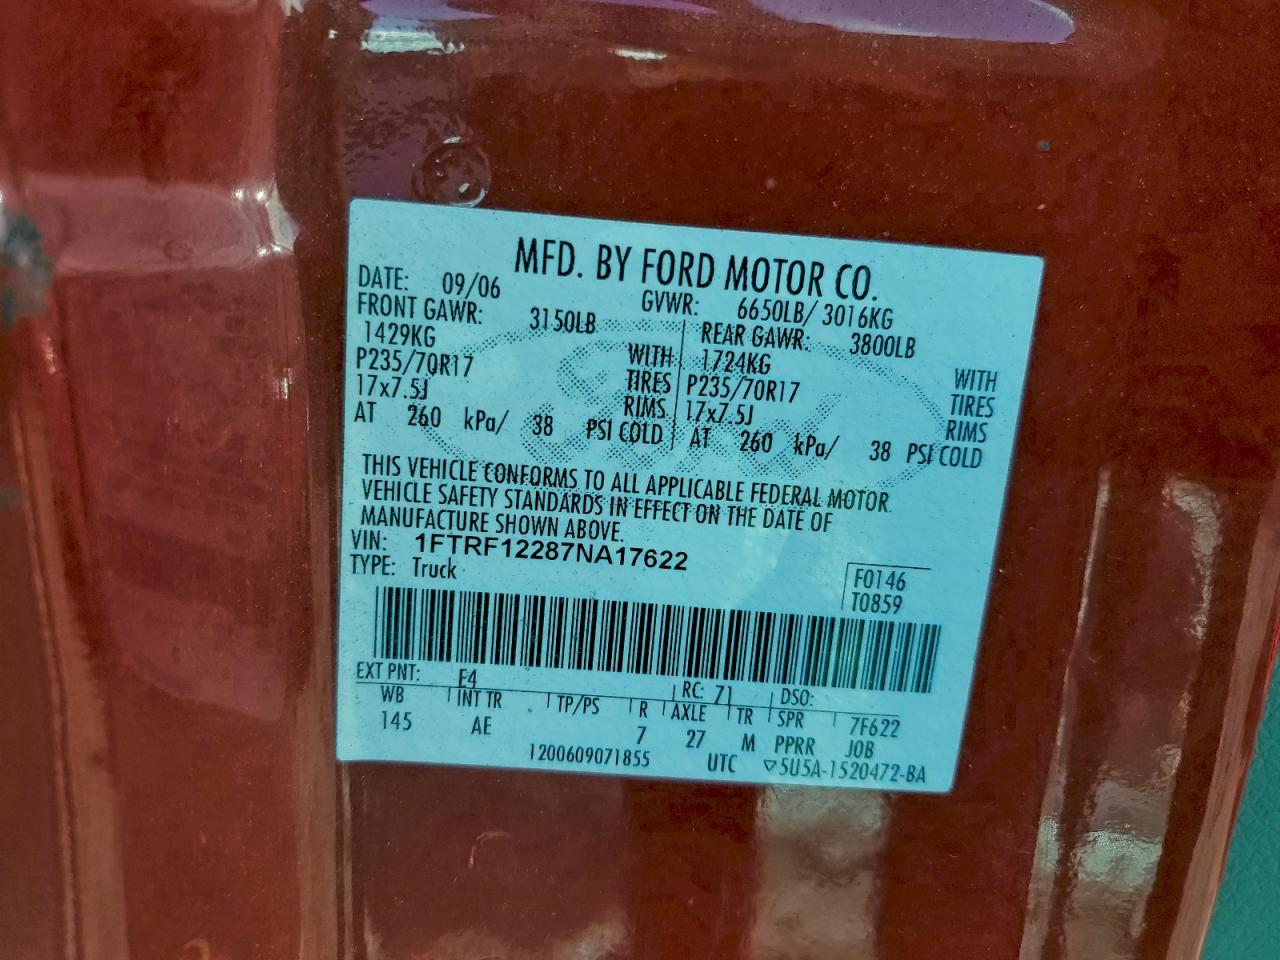 MFD. BY FORD MOTOR CO.
DATE: 09/06 GVWR: 6650LB/ 3016KG
FRONT GAWR: 3150LB REAR GAWR: 3800LB
1429KG WITH 1724KG WITH
P235/70R17 TIRES P235/70R17 TIRES
17x7.5J RIMS 17x7.5J RIMS
AT 260 kPa/ 38 PSI COLD AT 260 kPa/ 38 PSI COLD
THIS VEHICLE CONFORMS TO ALL APPLICABLE FEDERAL MOTOR
VEHICLE SAFETY STANDARDS IN EFFECT ON THE DATE OF
MANUFACTURE SHOWN ABOVE.
VIN: 1FTRF12287NA17622
TYPE: Truck F0146
T0859
EXT PNT: E4 RC: 71 DSO:
WB INT TR TP/PS R AXLE TR SPR 7F622
145 AE 7 27 M PPRR JOB
1200609071855 UTC ▽5U5A-1520472-BA